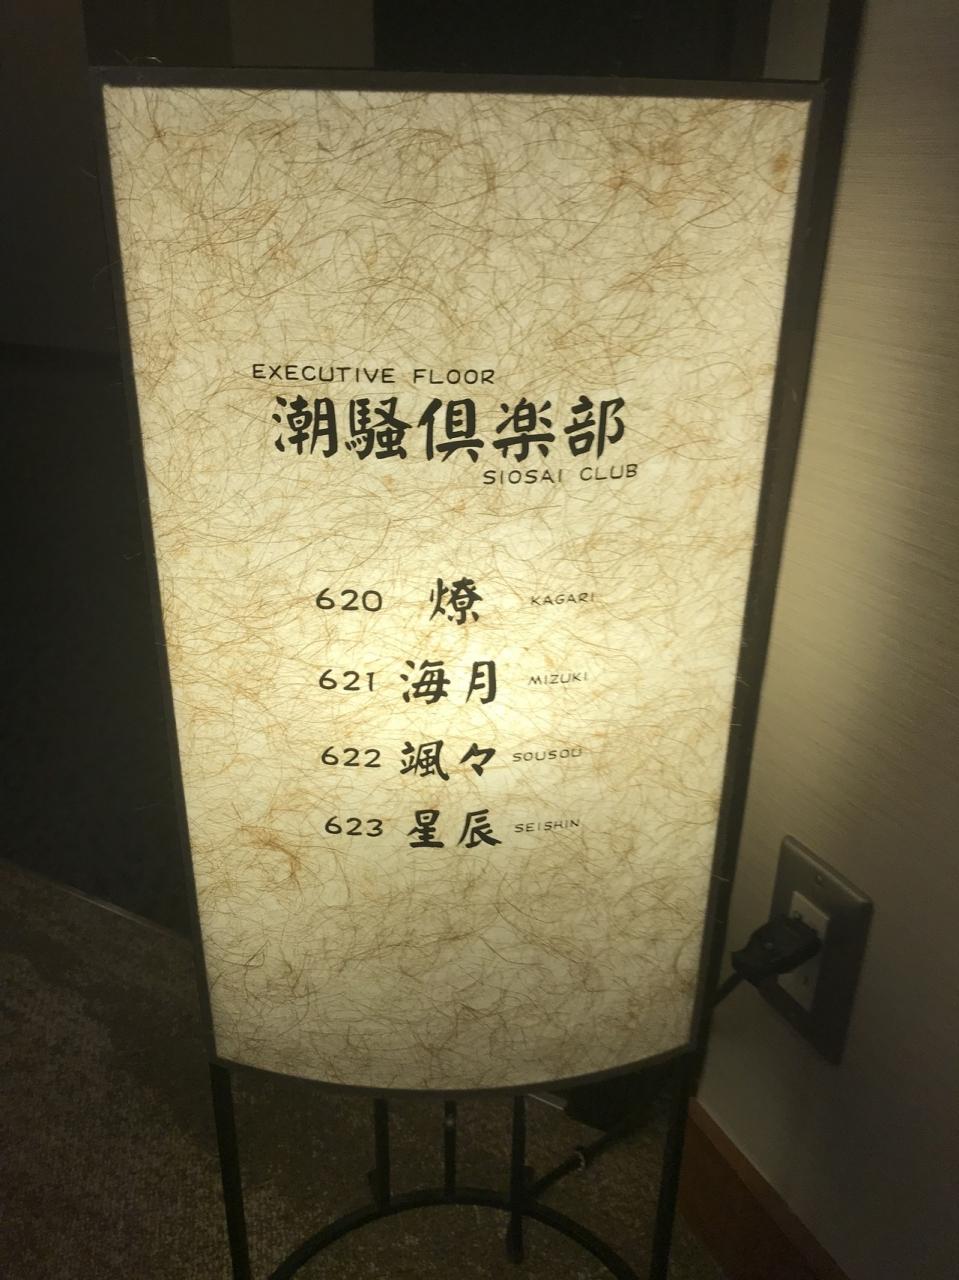 EXECUTIVE FLOOR
潮騒倶楽部
SIOSAI CLUB
620 燎 KAGARI
621 海月 MIZUKI
622 颯々 SOUSOU
623 星辰 SEISHIN